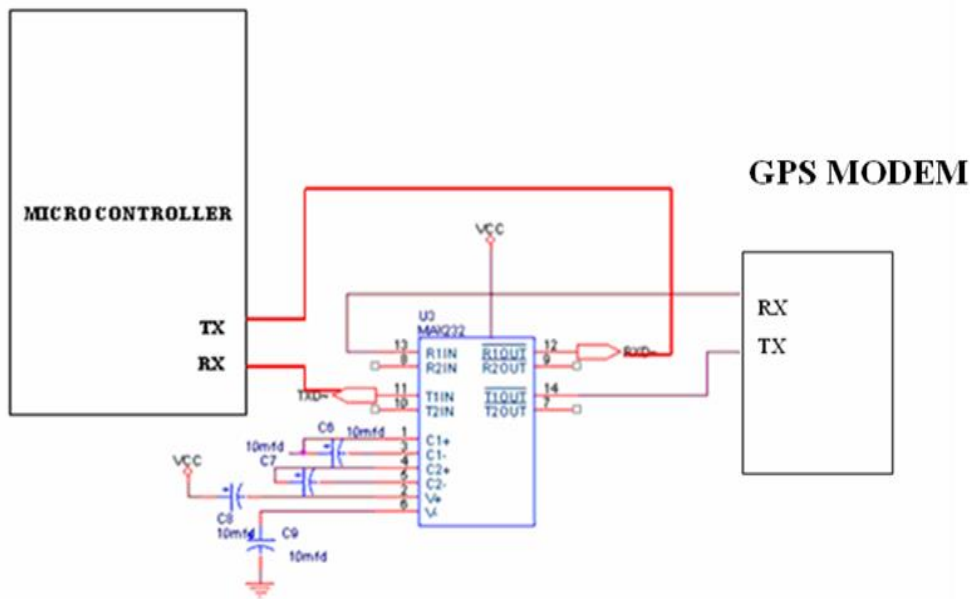 GPS MODEM
MICRO CONTROLLER
VCC
TX
RX
RX
TX
U3
MAX232
13 R1IN R1OUT 12 RXD~
8 R2IN R2OUT 9
TXD~ 11 T1IN T1OUT 14
10 T2IN T2OUT 7
C6
10mfd
10mfd
1 C1+
3 C1-
C7
4 C2+
5 C2-
VCC
2 V+
6 V-
C8
10mfd
C9
10mfd